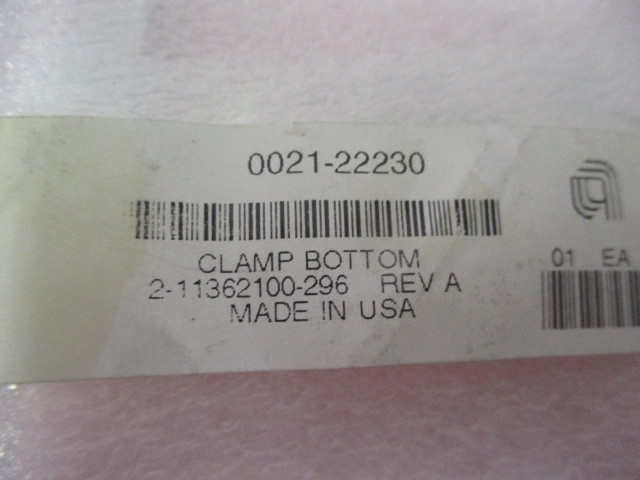 0021-22230
CLAMP BOTTOM
2-11362100-296 REV A
MADE IN USA
01 EA